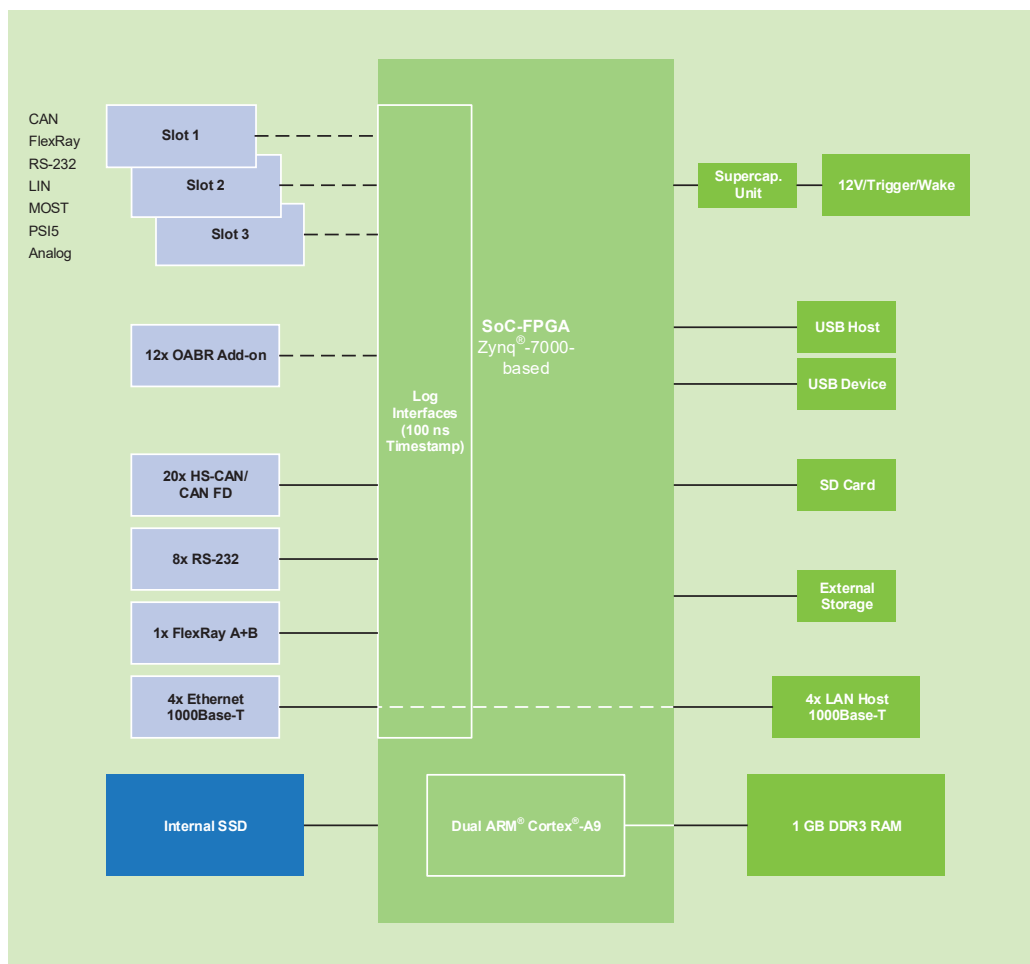 CAN
FlexRay
RS-232
LIN
MOST
PSI5
Analog
Slot 1
Slot 2
Slot 3
12x OABR Add-on
20x HS-CAN/
CAN FD
8x RS-232
1x FlexRay A+B
4x Ethernet
1000Base-T
Internal SSD
Log
Interfaces
(100 ns
Timestamp)
SoC-FPGA
Zynq®-7000-
based
Dual ARM® Cortex®-A9
Supercap.
Unit
12V/Trigger/Wake
USB Host
USB Device
SD Card
External
Storage
4x LAN Host
1000Base-T
1 GB DDR3 RAM